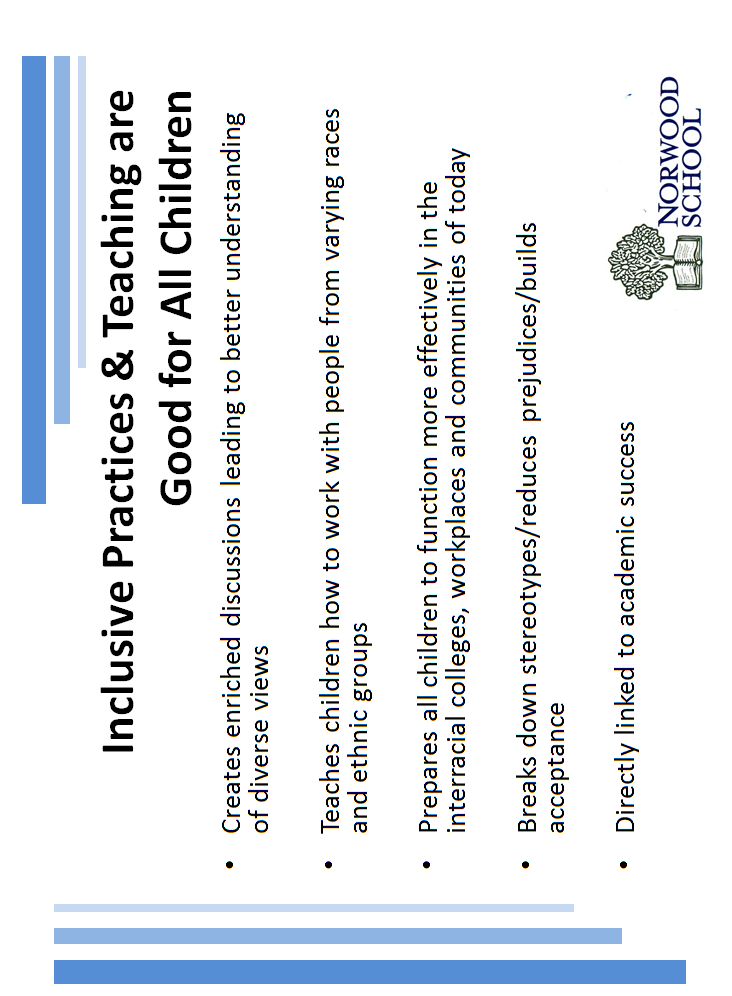 Inclusive Practices & Teaching are
Good for All Children
• Creates enriched discussions leading to better understanding
of diverse views
• Teaches children how to work with people from varying races
and ethnic groups
• Prepares all children to function more effectively in the
interracial colleges, workplaces and communities of today
• Breaks down stereotypes/reduces prejudices/builds
acceptance
• Directly linked to academic success
NORWOOD
SCHOOL